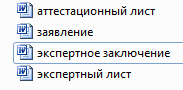 аттестационный лист
заявление
экспертное заключение
экспертный лист